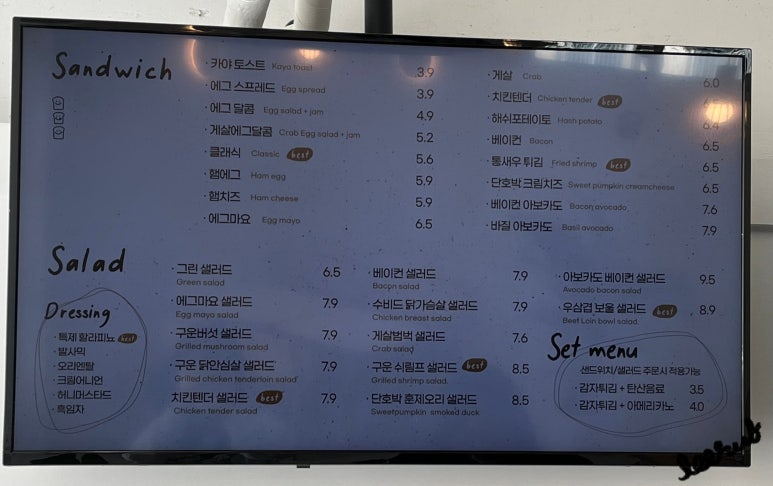 Sandwich
· 카야 토스트 Kaya toast 3.9
· 에그 스프레드 Egg spread 3.9
· 에그 달콤 Egg salad + jam 4.9
· 게살에그달콤 Crab Egg salad + jam 5.2
· 클래식 Classic best 5.6
· 햄에그 Ham egg 5.9
· 햄치즈 Ham cheese 5.9
· 에그마요 Egg mayo 6.5
· 게살 Crab 6.0
· 치킨텐더 Chicken tender best
· 해쉬포테이토 Hash potato 6.4
· 베이컨 Bacon 6.5
· 통새우 튀김 Fried shrimp best 6.5
· 단호박 크림치즈 Sweet pumpkin creamcheese 6.5
· 베이컨 아보카도 Bacon avocado 7.6
· 바질 아보카도 Basil avocado 7.9
Salad
Dressing
· 특제 할라피뇨 best
· 발사믹
· 오리엔탈
· 크림어니언
· 허니머스타드
· 흑임자
· 그린 샐러드 6.5
Green salad
· 에그마요 샐러드 7.9
Egg mayo salad
· 구운버섯 샐러드 7.9
Grilled mushroom salad
· 구운 닭안심살 샐러드 7.9
Grilled chicken tenderloin salad
치킨텐더 샐러드 best 7.9
Chicken tender salad
· 베이컨 샐러드 7.9
Bacon salad
· 수비드 닭가슴살 샐러드 7.9
Chicken breast salad
· 게살범벅 샐러드 7.6
Crab salad
· 구운 쉬림프 샐러드 best 8.5
Grilled shrimp salad
· 단호박 훈제오리 샐러드 8.5
Sweetpumpkin smoked duck
· 아보카도 베이컨 샐러드 9.5
Avocado bacon salad
· 우삼겹 보울 샐러드 best 8.9
Beef Loin bowl salad
Set menu
샌드위치/샐러드 주문시 적용가능
· 감자튀김 + 탄산음료 3.5
· 감자튀김 + 아메리카노 4.0